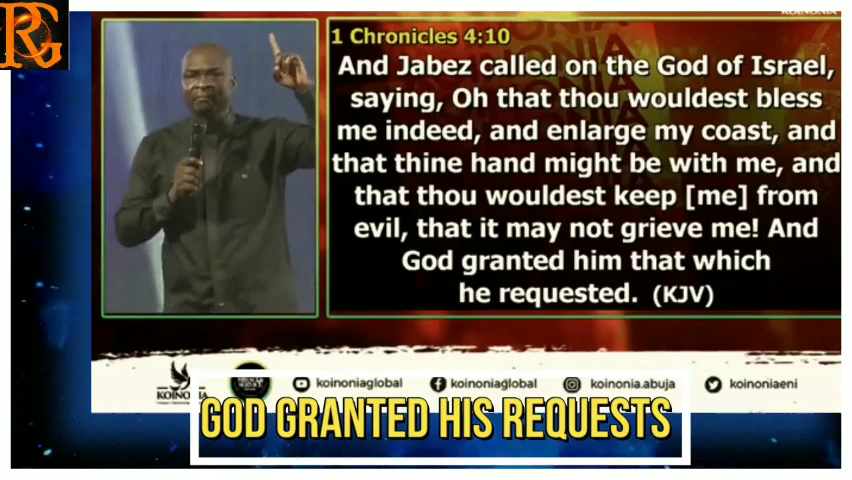 RG
KOINONIA
1 Chronicles 4:10
And Jabez called on the God of Israel,
saying, Oh that thou wouldest bless
me indeed, and enlarge my coast, and
that thine hand might be with me, and
that thou wouldest keep [me] from
evil, that it may not grieve me! And
God granted him that which
he requested. (KJV)
KOINONIA
koinoniaglobal
koinoniaglobal
koinonia.abuja
koinoniaeni
GOD GRANTED HIS REQUESTS